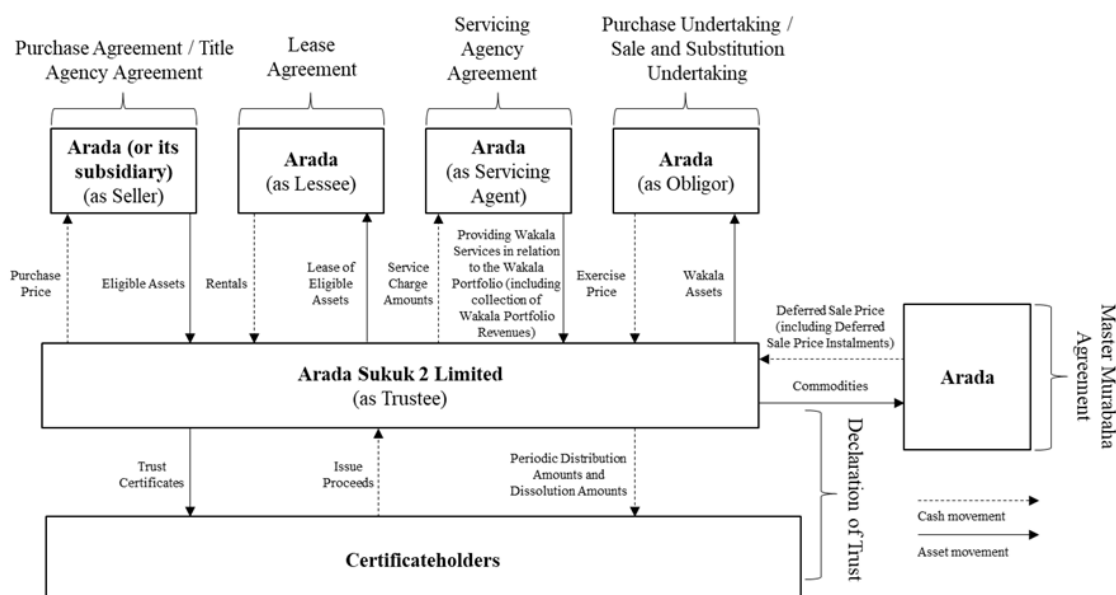 Purchase Agreement / Title
Agency Agreement
Lease
Agreement
Servicing
Agency
Agreement
Purchase Undertaking /
Sale and Substitution
Undertaking
Arada (or its
subsidiary)
(as Seller)
Arada
(as Lessee)
Arada
(as Servicing
Agent)
Arada
(as Obligor)
Purchase
Price
Eligible Assets
Rentals
Lease of
Eligible
Assets
Service
Charge
Amounts
Providing Wakala
Services in relation
to the Wakala
Portfolio (including
collection of
Wakala Portfolio
Revenues)
Exercise
Price
Wakala
Assets
Deferred Sale Price
(including Deferred
Sale Price Instalments)
Commodities
Arada
Master Murabaha
Agreement
Arada Sukuk 2 Limited
(as Trustee)
Trust
Certificates
Issue
Proceeds
Periodic Distribution
Amounts and
Dissolution Amounts
Declaration of Trust
Certificateholders
Cash movement
Asset movement